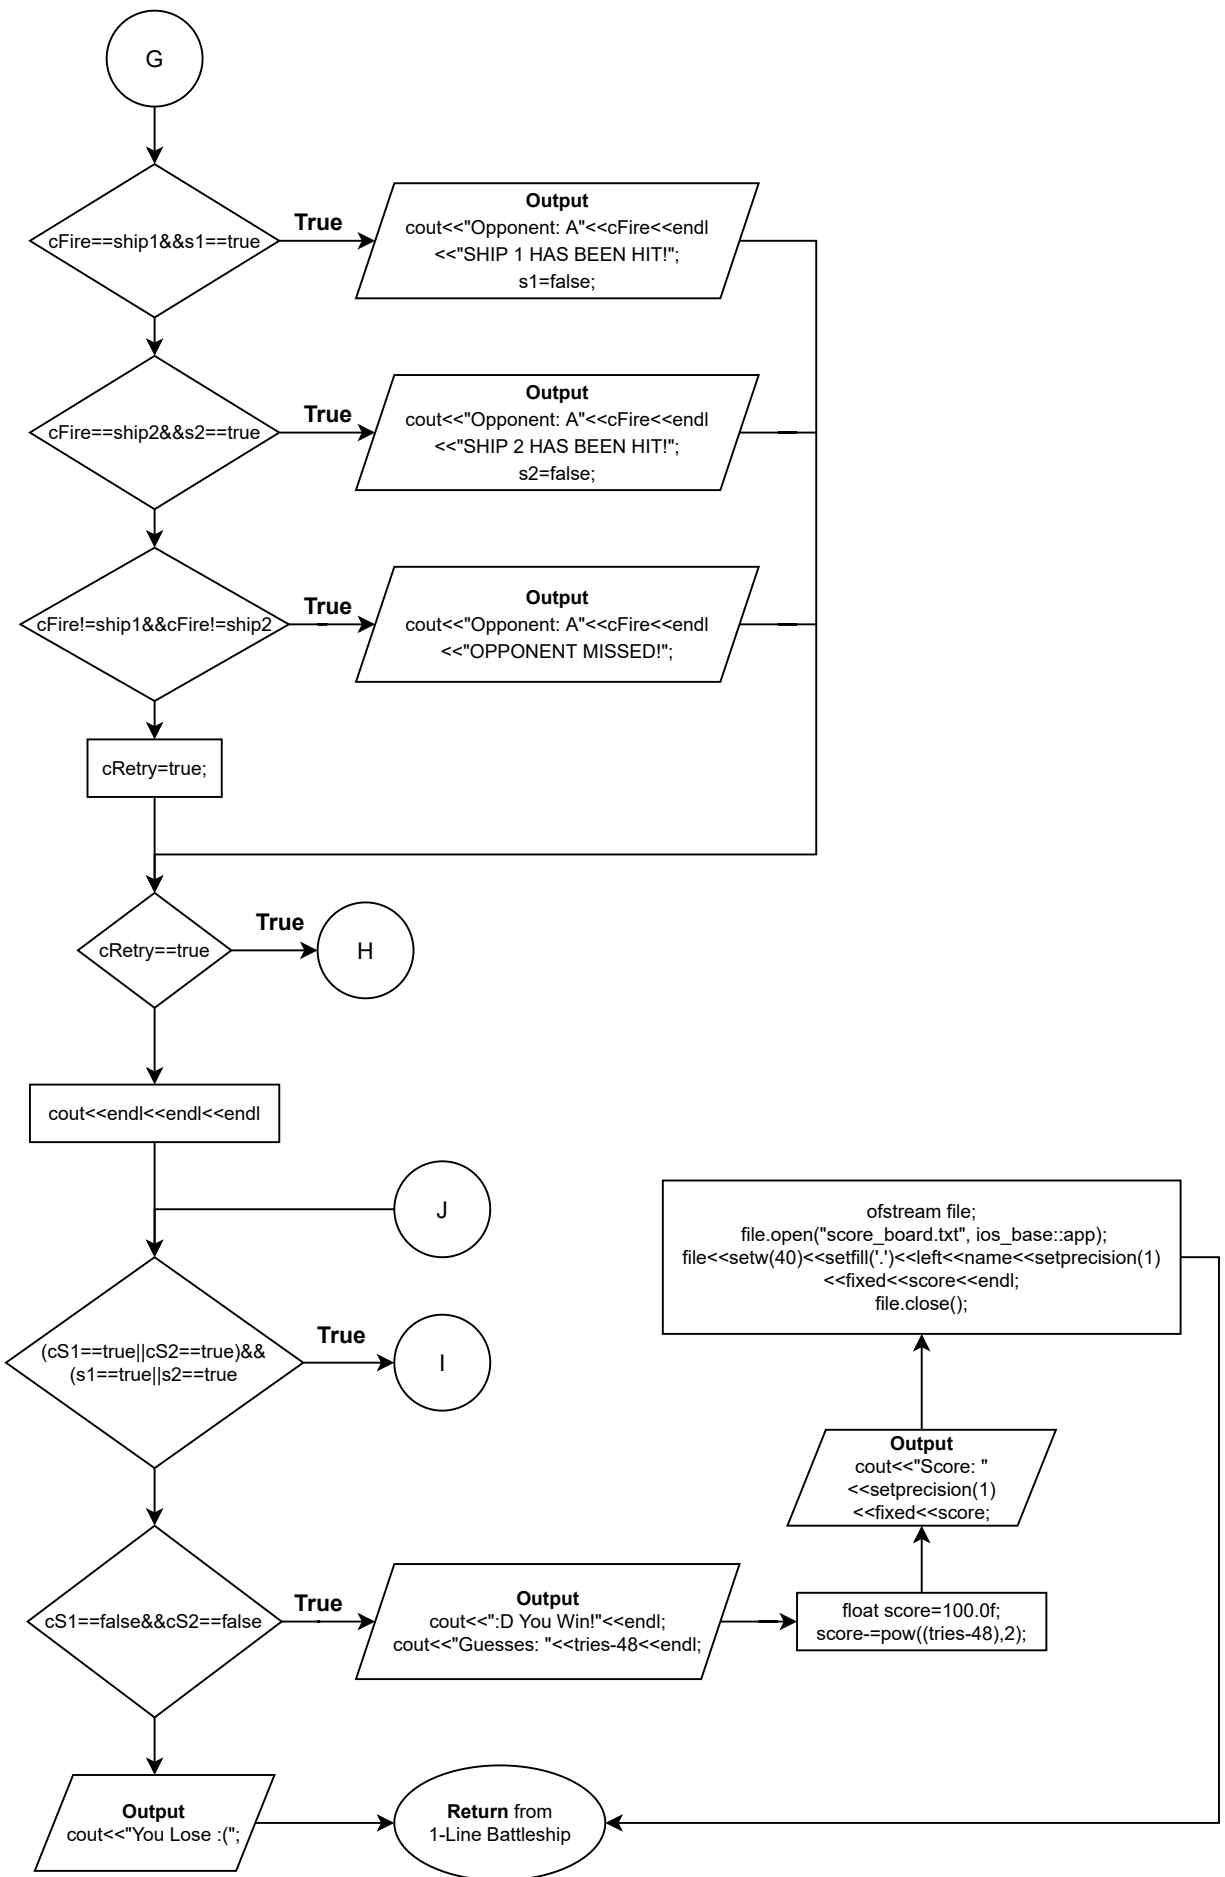 G
cFire==ship1&&s1==true
True
Output
cout<<"Opponent: A"<<cFire<<endl
<<"SHIP 1 HAS BEEN HIT!";
s1=false;
cFire==ship2&&s2==true
True
Output
cout<<"Opponent: A"<<cFire<<endl
<<"SHIP 2 HAS BEEN HIT!";
s2=false;
cFire!=ship1&&cFire!=ship2
True
Output
cout<<"Opponent: A"<<cFire<<endl
<<"OPPONENT MISSED!";
cRetry=true;
cRetry==true
True
H
cout<<endl<<endl<<endl
J
(cS1==true||cS2==true)&&
(s1==true||s2==true
True
I
ofstream file;
file.open("score_board.txt", ios_base::app);
file<<setw(40)<<setfill('.')<<left<<name<<setprecision(1)
<<fixed<<score<<endl;
file.close();
Output
cout<<"Score: "
<<setprecision(1)
<<fixed<<score;
cS1==false&&cS2==false
True
Output
cout<<":D You Win!"<<endl;
cout<<"Guesses: "<<tries-48<<endl;
float score=100.0f;
score-=pow((tries-48),2);
Output
cout<<"You Lose :(";
Return from
1-Line Battleship